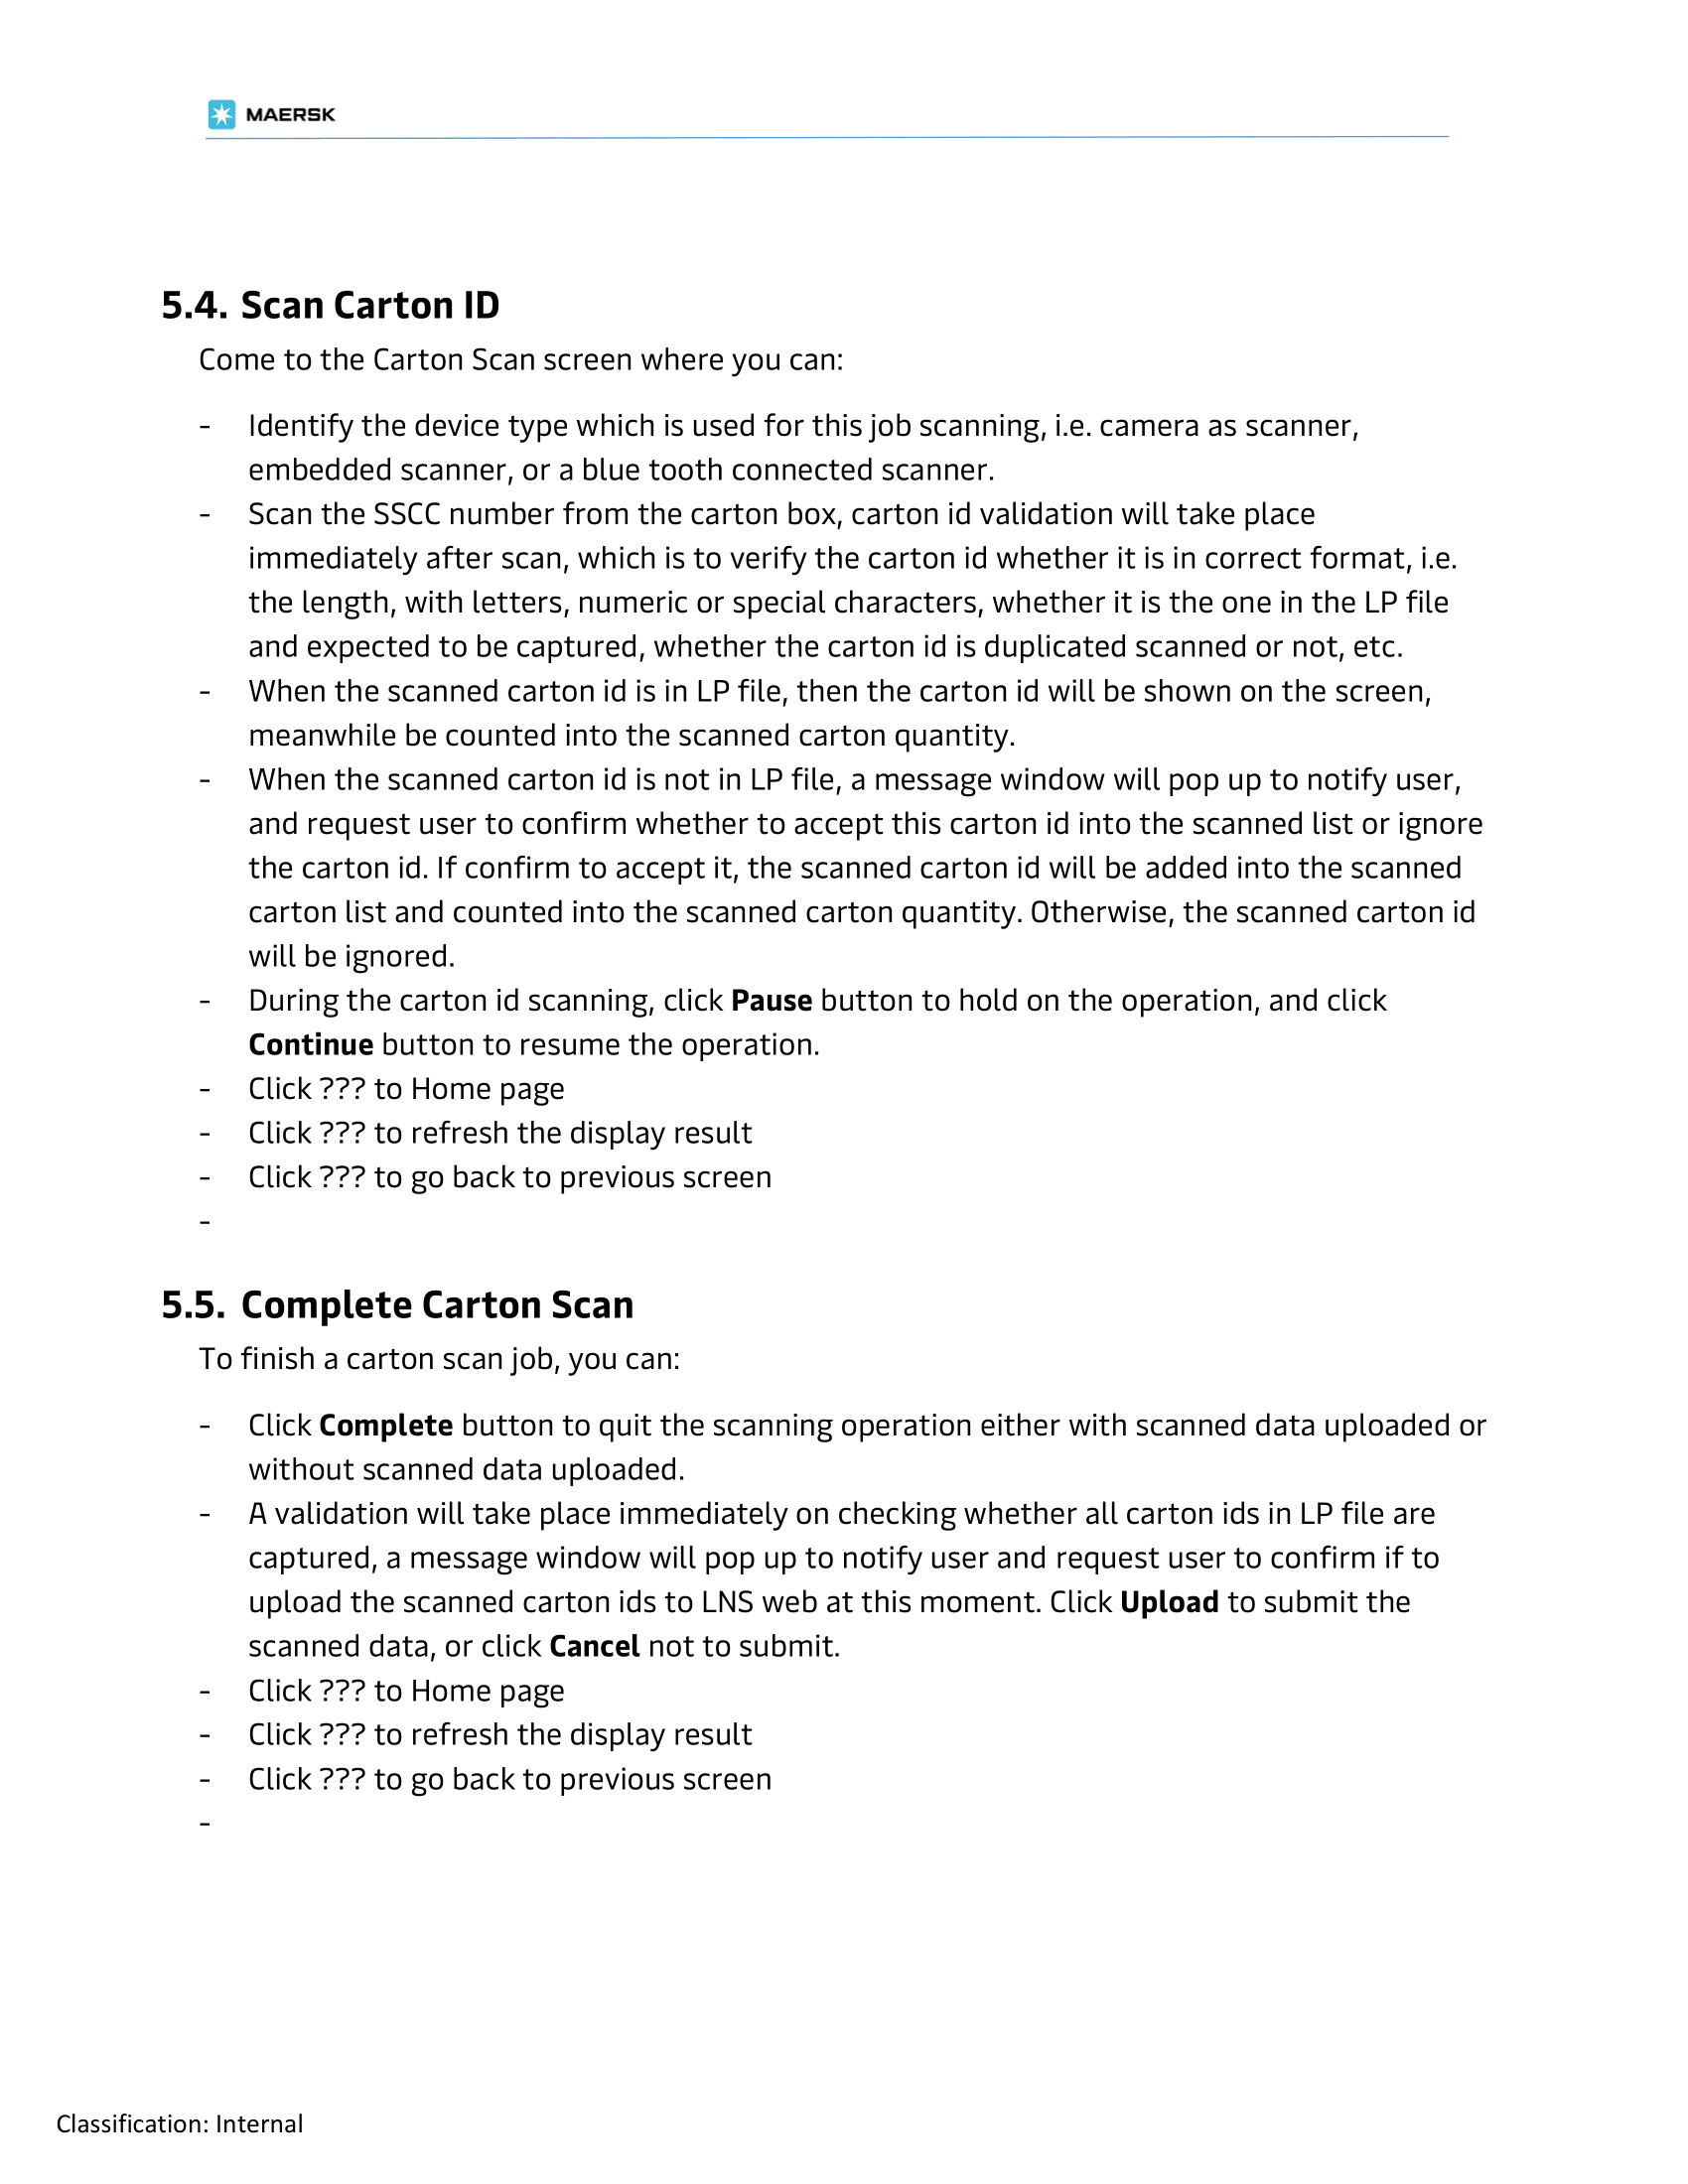 MAERSK
5.4. Scan Carton ID
Come to the Carton Scan screen where you can:
- Identify the device type which is used for this job scanning, i.e. camera as scanner,
embedded scanner, or a blue tooth connected scanner.
- Scan the SSCC number from the carton box, carton id validation will take place
immediately after scan, which is to verify the carton id whether it is in correct format, i.e.
the length, with letters, numeric or special characters, whether it is the one in the LP file
and expected to be captured, whether the carton id is duplicated scanned or not, etc.
- When the scanned carton id is in LP file, then the carton id will be shown on the screen,
meanwhile be counted into the scanned carton quantity.
- When the scanned carton id is not in LP file, a message window will pop up to notify user,
and request user to confirm whether to accept this carton id into the scanned list or ignore
the carton id. If confirm to accept it, the scanned carton id will be added into the scanned
carton list and counted into the scanned carton quantity. Otherwise, the scanned carton id
will be ignored.
- During the carton id scanning, click Pause button to hold on the operation, and click
Continue button to resume the operation.
- Click ??? to Home page
- Click ??? to refresh the display result
- Click ??? to go back to previous screen
-
5.5. Complete Carton Scan
To finish a carton scan job, you can:
- Click Complete button to quit the scanning operation either with scanned data uploaded or
without scanned data uploaded.
- A validation will take place immediately on checking whether all carton ids in LP file are
captured, a message window will pop up to notify user and request user to confirm if to
upload the scanned carton ids to LNS web at this moment. Click Upload to submit the
scanned data, or click Cancel not to submit.
- Click ??? to Home page
- Click ??? to refresh the display result
- Click ??? to go back to previous screen
-
Classification: Internal